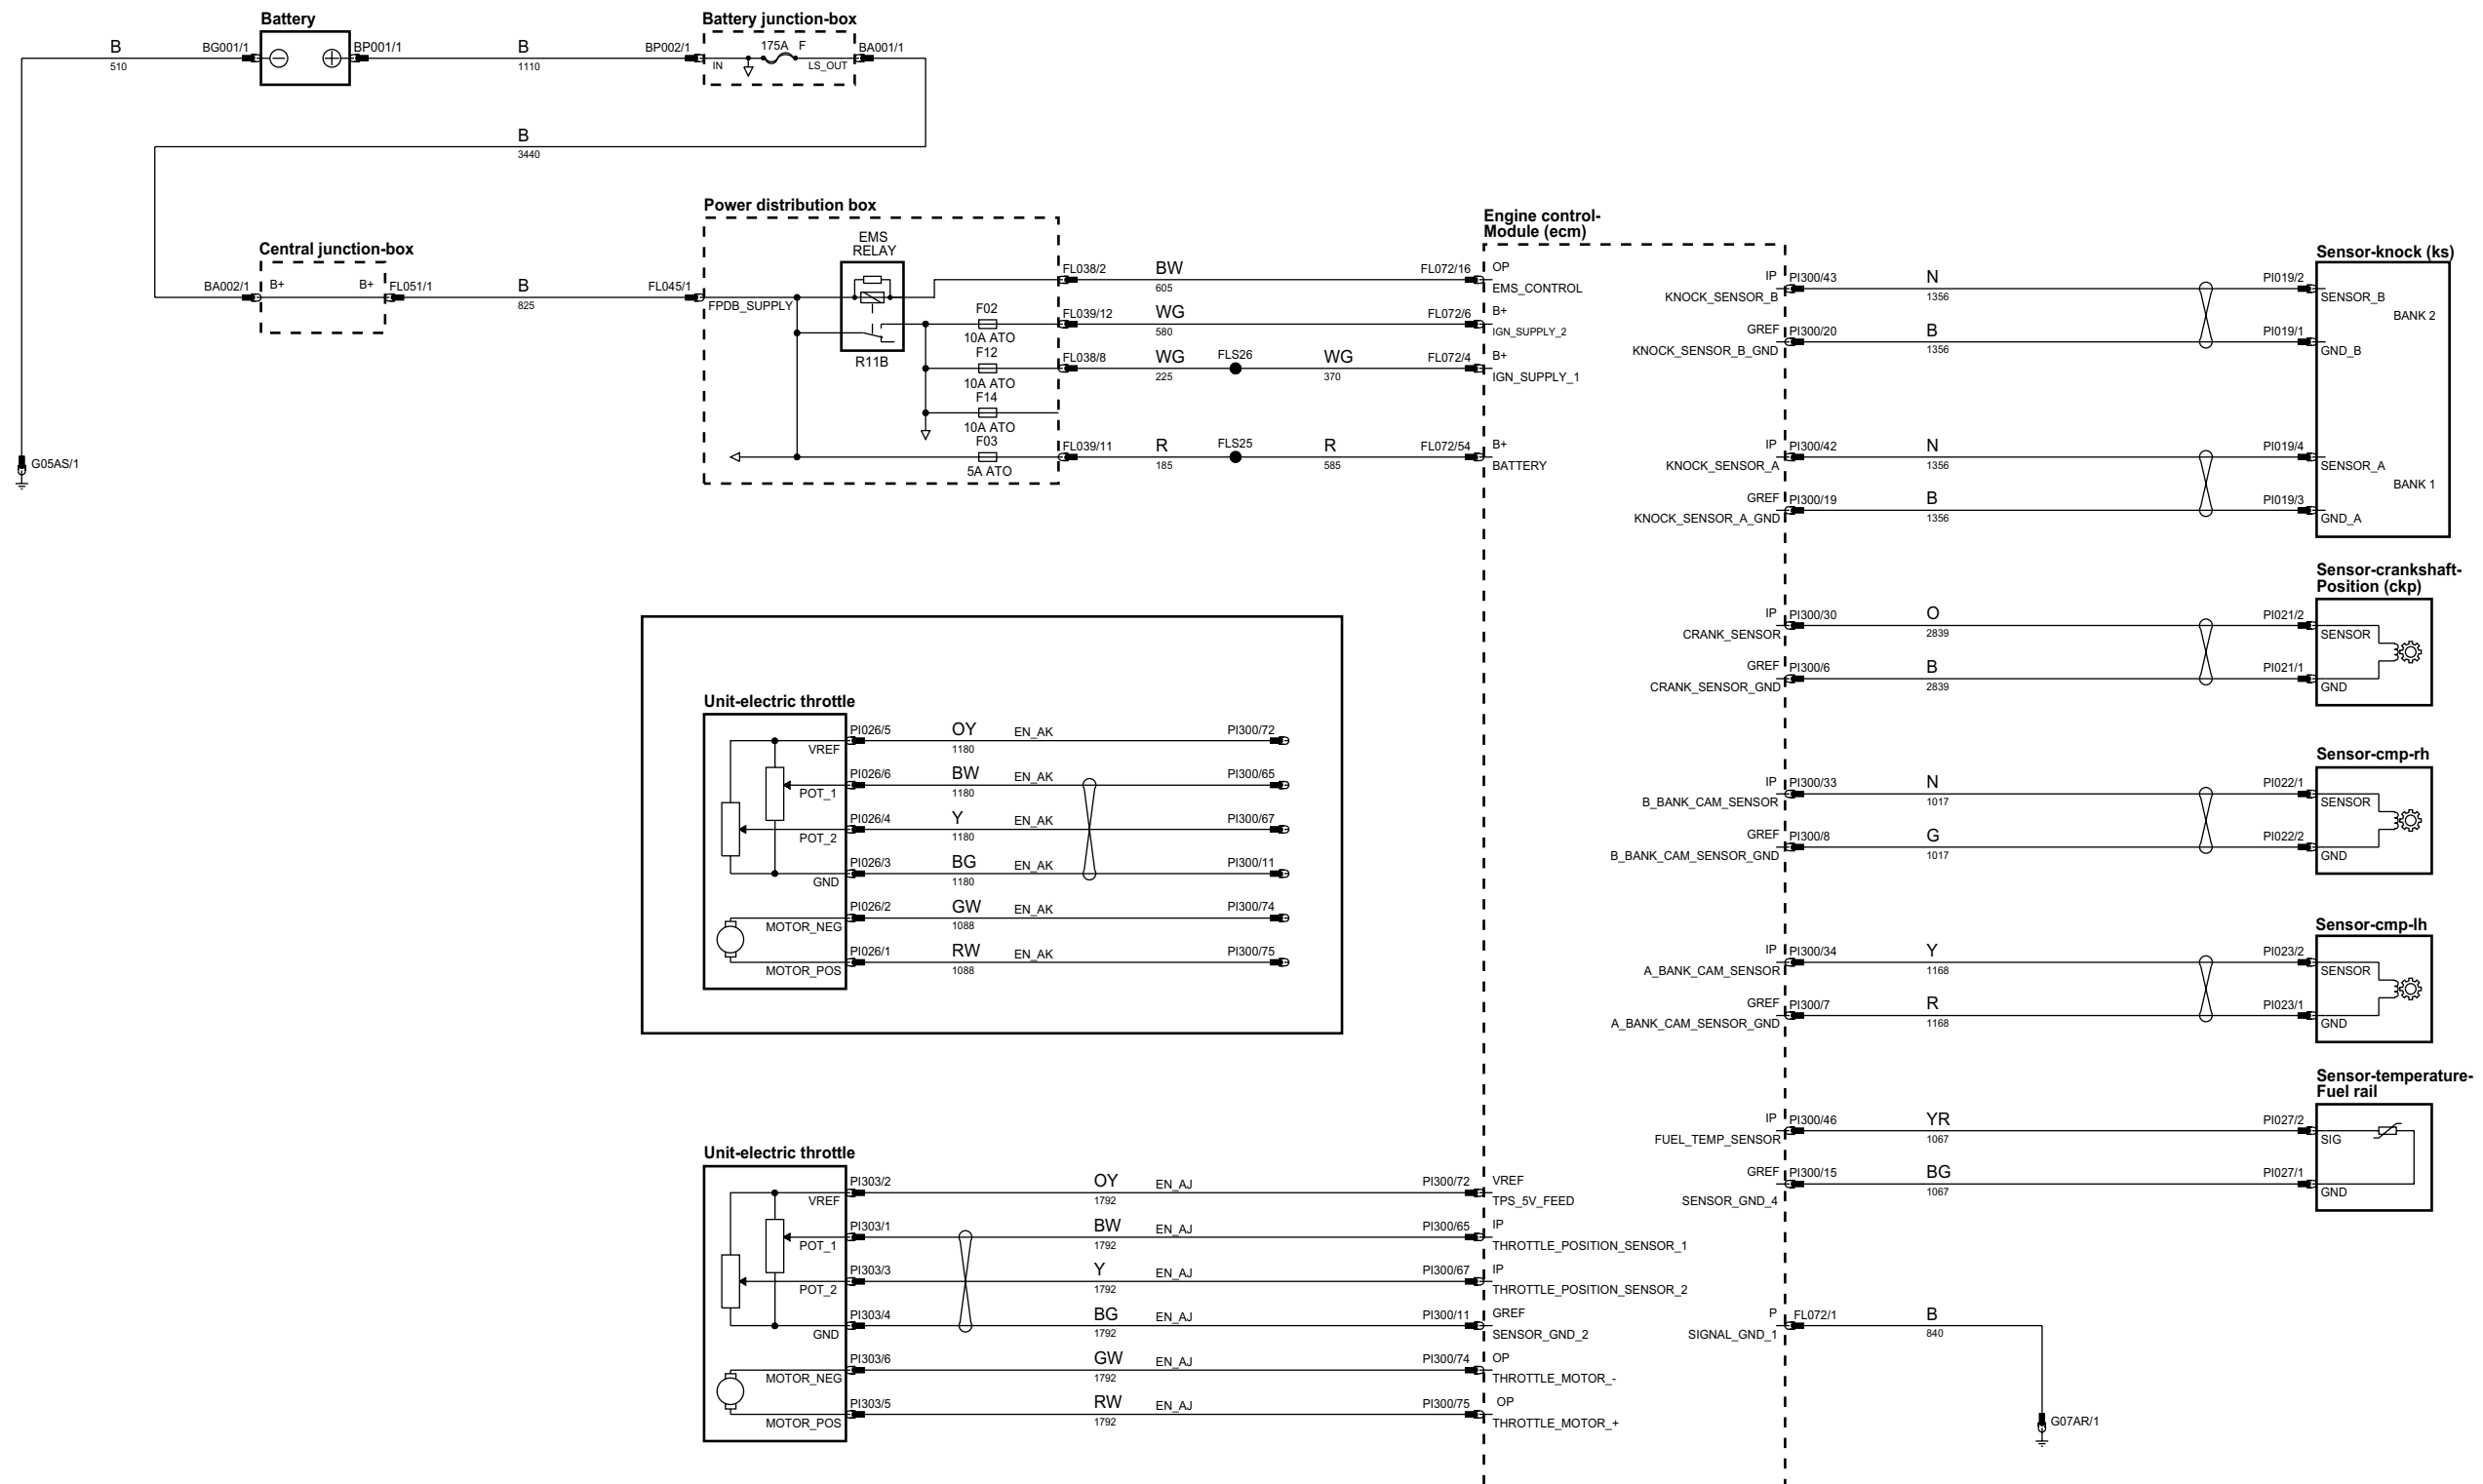 Battery
B
510
BG001/1
BP001/1
B
1110
Battery junction-box
BP002/1
IN
175A F
LS_OUT
BA001/1
B
3440
Central junction-box
BA002/1
B+
B+
FL051/1
B
825
FL045/1
G05AS/1
Power distribution box
FPDB_SUPPLY
EMS
RELAY
R11B
F02
10A ATO
F12
10A ATO
F14
10A ATO
F03
5A ATO
FL038/2
BW
605
FL072/16
FL039/12
WG
580
FL072/6
FL038/8
WG
225
FLS26
WG
370
FL072/4
FL039/11
R
185
FLS25
R
585
FL072/54
Engine control-
Module (ecm)
OP
EMS_CONTROL
B+
IGN_SUPPLY_2
B+
IGN_SUPPLY_1
B+
BATTERY
IP
KNOCK_SENSOR_B
PI300/43
N
1356
PI019/2
GREF
KNOCK_SENSOR_B_GND
PI300/20
B
1356
PI019/1
IP
KNOCK_SENSOR_A
PI300/42
N
1356
PI019/4
GREF
KNOCK_SENSOR_A_GND
PI300/19
B
1356
PI019/3
Sensor-knock (ks)
SENSOR_B
BANK 2
GND_B
SENSOR_A
BANK 1
GND_A
IP
CRANK_SENSOR
PI300/30
O
2839
PI021/2
GREF
CRANK_SENSOR_GND
PI300/6
B
2839
PI021/1
Sensor-crankshaft-
Position (ckp)
SENSOR
GND
IP
B_BANK_CAM_SENSOR
PI300/33
N
1017
PI022/1
GREF
B_BANK_CAM_SENSOR_GND
PI300/8
G
1017
PI022/2
Sensor-cmp-rh
SENSOR
GND
IP
A_BANK_CAM_SENSOR
PI300/34
Y
1168
PI023/2
GREF
A_BANK_CAM_SENSOR_GND
PI300/7
R
1168
PI023/1
Sensor-cmp-lh
SENSOR
GND
IP
FUEL_TEMP_SENSOR
PI300/46
YR
1067
PI027/2
GREF
SENSOR_GND_4
PI300/15
BG
1067
PI027/1
Sensor-temperature-
Fuel rail
SIG
GND
P
SIGNAL_GND_1
FL072/1
B
840
G07AR/1
Unit-electric throttle
VREF
PI026/5
OY
1180
EN_AK
PI300/72
POT_1
PI026/6
BW
1180
EN_AK
PI300/65
POT_2
PI026/4
Y
1180
EN_AK
PI300/67
GND
PI026/3
BG
1180
EN_AK
PI300/11
MOTOR_NEG
PI026/2
GW
1088
EN_AK
PI300/74
MOTOR_POS
PI026/1
RW
1088
EN_AK
PI300/75
Unit-electric throttle
VREF
PI303/2
OY
1792
EN_AJ
PI300/72
VREF
TPS_5V_FEED
POT_1
PI303/1
BW
1792
EN_AJ
PI300/65
IP
THROTTLE_POSITION_SENSOR_1
POT_2
PI303/3
Y
1792
EN_AJ
PI300/67
IP
THROTTLE_POSITION_SENSOR_2
GND
PI303/4
BG
1792
EN_AJ
PI300/11
GREF
SENSOR_GND_2
MOTOR_NEG
PI303/6
GW
1792
EN_AJ
PI300/74
OP
THROTTLE_MOTOR_-
MOTOR_POS
PI303/5
RW
1792
EN_AJ
PI300/75
OP
THROTTLE_MOTOR_+